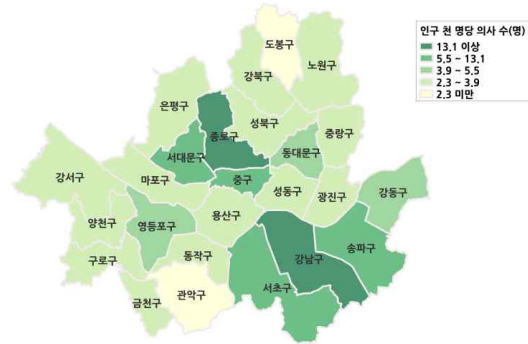 인구 천 명당 의사 수(명)
13.1 이상
5.5 ~ 13.1
3.9 ~ 5.5
2.3 ~ 3.9
2.3 미만
도봉구
노원구
강북구
은평구
성북구
중랑구
종로구
동대문구
서대문구
강서구
마포구
중구
성동구
광진구
강동구
양천구
영등포구
용산구
송파구
구로구
동작구
강남구
서초구
관악구
금천구